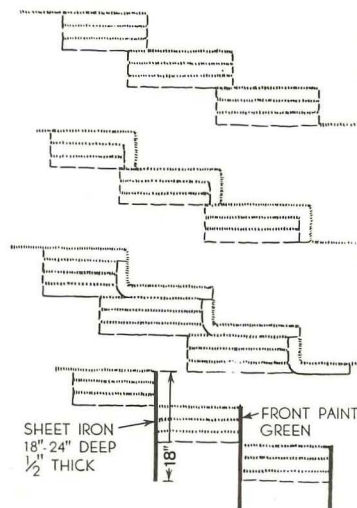 SHEET IRON
18"-24" DEEP
1/2" THICK
18"
FRONT PAINT
GREEN